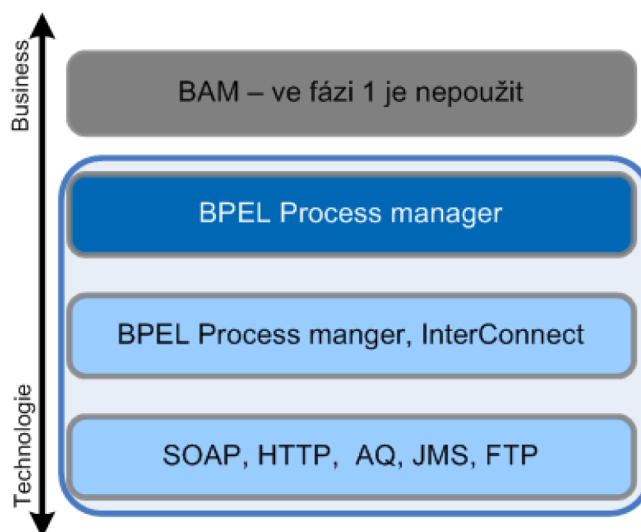 Business
BAM – ve fázi 1 je nepoužit
BPEL Process manager
BPEL Process manger, InterConnect
SOAP, HTTP, AQ, JMS, FTP
Technologie